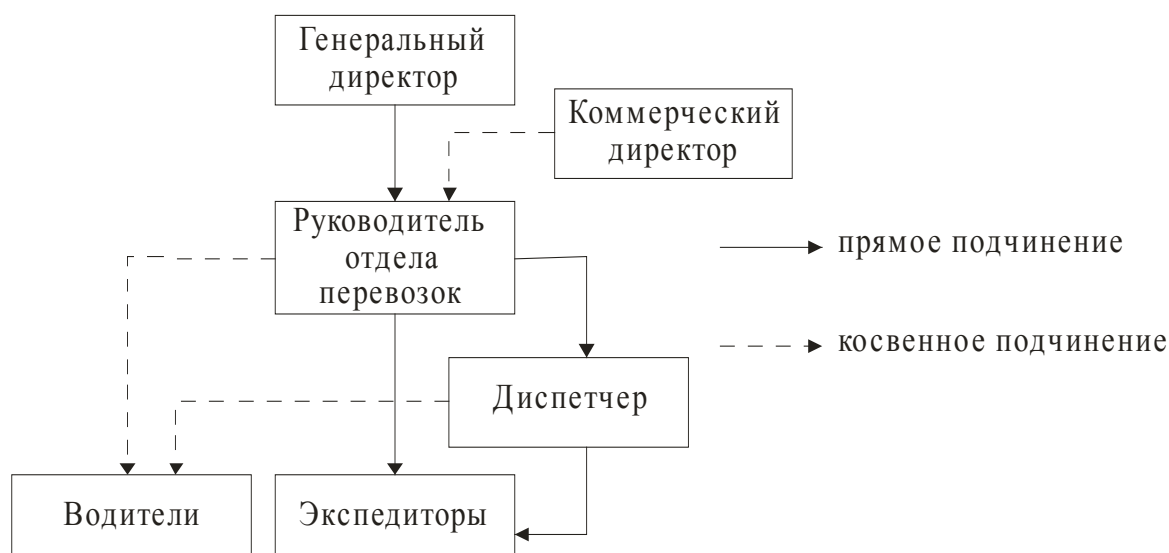 Генеральный
директор
Коммерческий
директор
Руководитель
отдела
перевозок
прямое подчинение
косвенное подчинение
Диспетчер
Водители
Экспедиторы